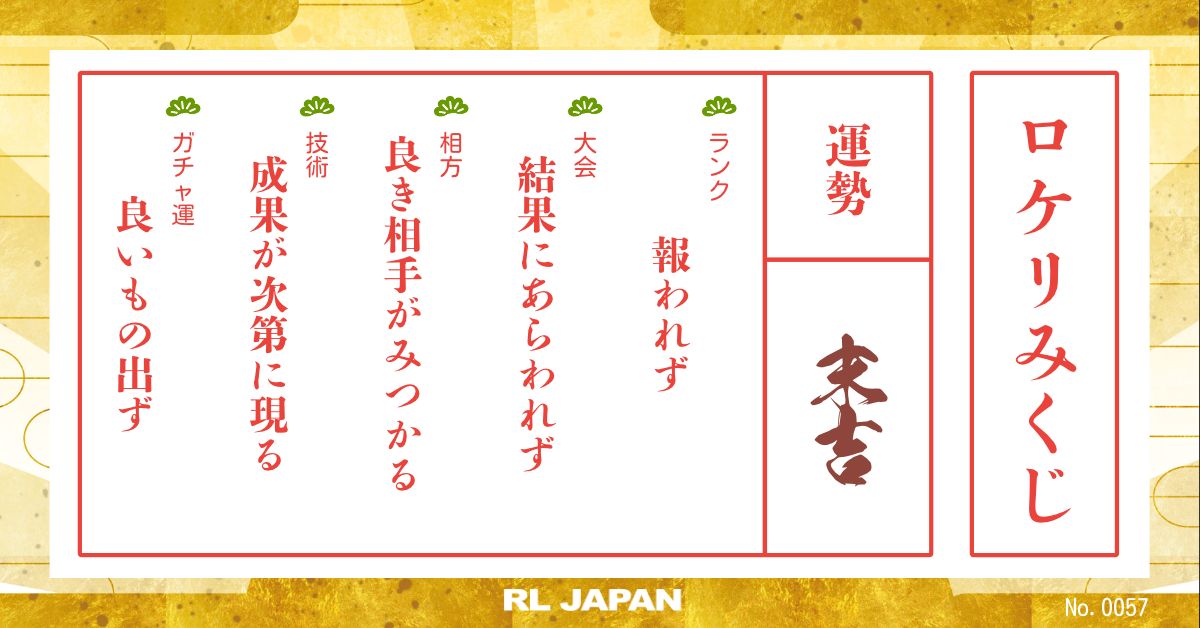 ロケリみくじ
運勢
末吉
ランク
報われず
大会
結果にあらわれず
相方
良き相手がみつかる
技術
成果が次第に現る
ガチャ運
良いもの出ず
RL JAPAN
No. 0057